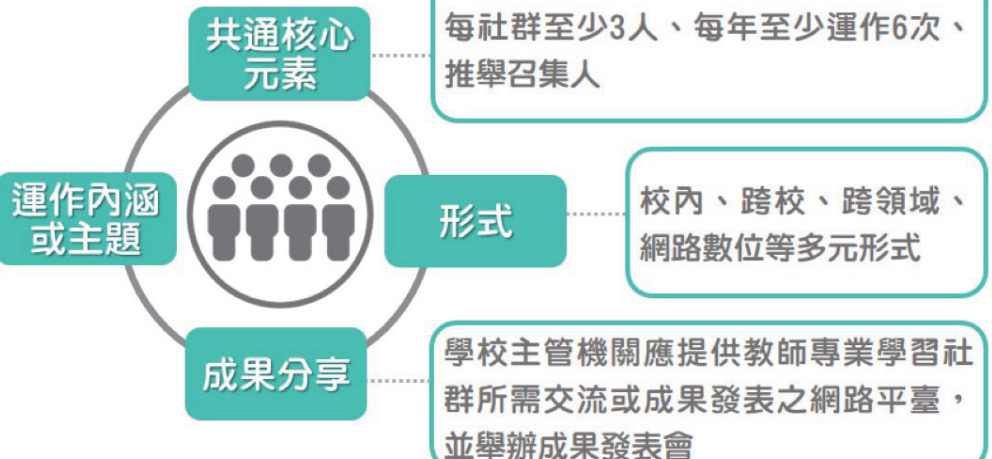 共通核心
元素
每社群至少3人、每年至少運作6次、
推舉召集人
運作內涵
或主題
形式
校內、跨校、跨領域、
網路數位等多元形式
成果分享
學校主管機關應提供教師專業學習社
群所需交流或成果發表之網路平臺，
並舉辦成果發表會